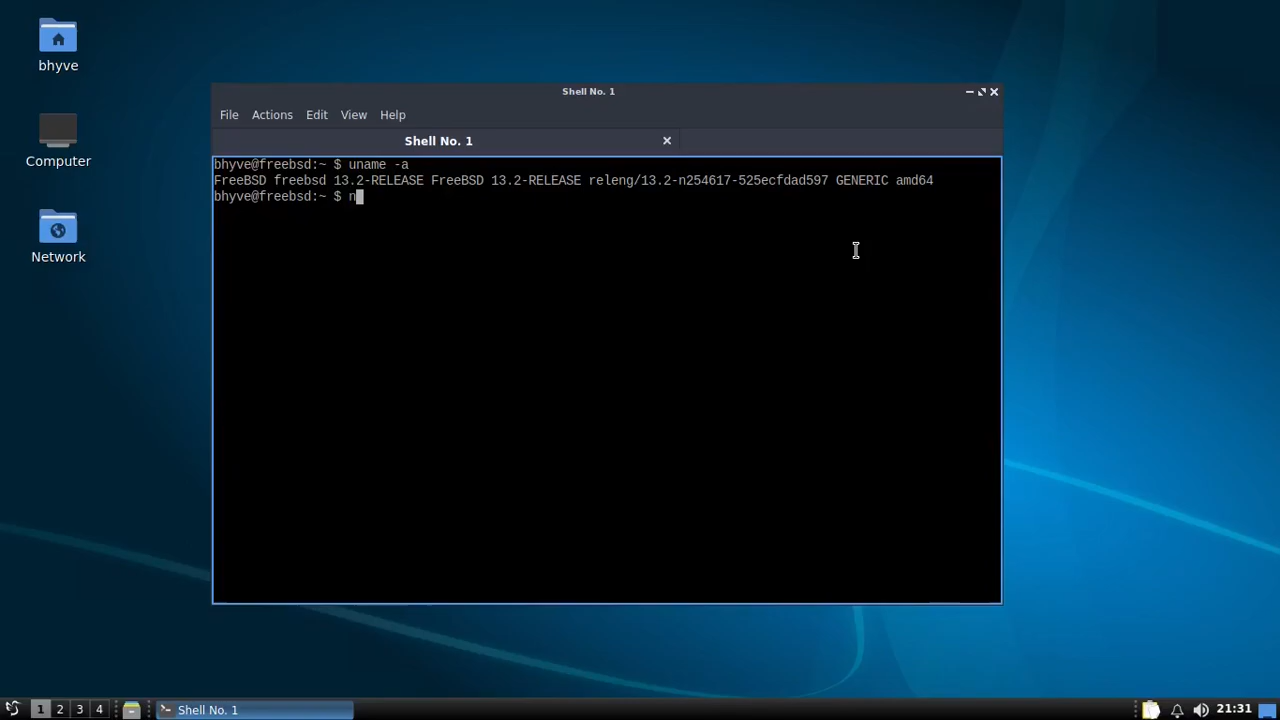 bhyve
Computer
Network
Shell No. 1
File Actions Edit View Help
Shell No. 1
bhyve@freebsd:~ $ uname -a
FreeBSD freebsd 13.2-RELEASE FreeBSD 13.2-RELEASE releng/13.2-n254617-525ecfdad597 GENERIC amd64
bhyve@freebsd:~ $ n
1 2 3 4 Shell No. 1 21:31